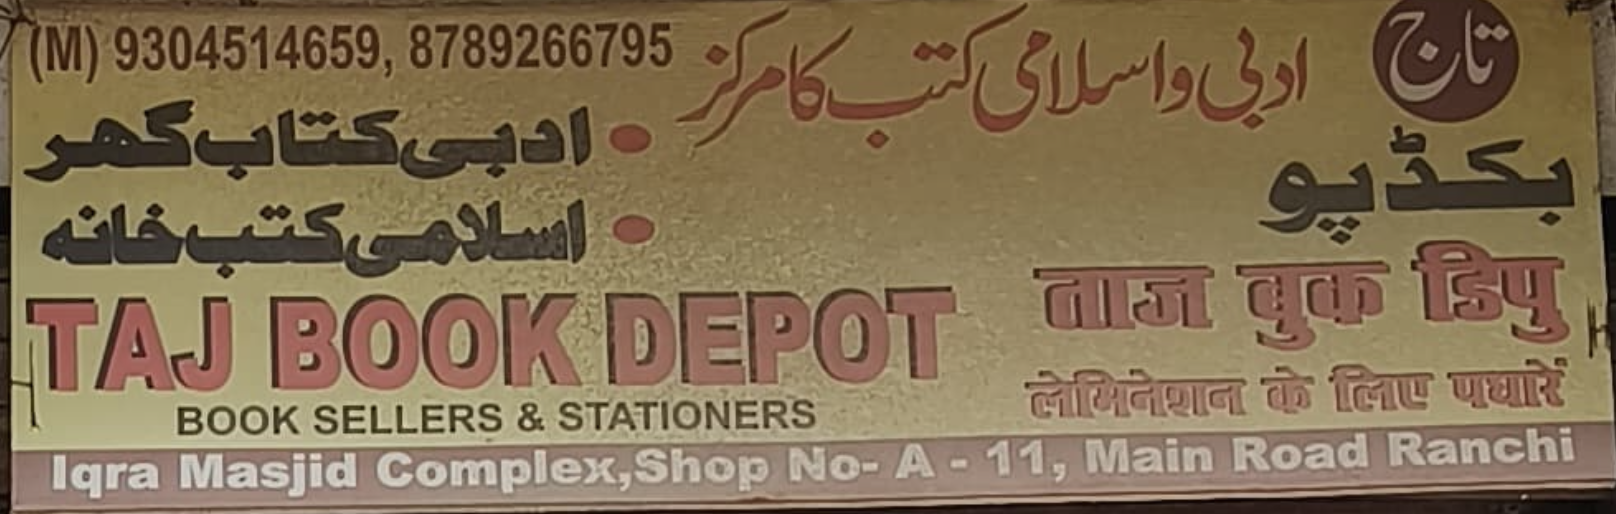 (M) 9304514659, 8789266795
ادبی و اسلامی کتب کا مرکز
تاج
بکڈپو
• ادبی کتاب گھر
• اسلامی کتب خانہ
TAJ BOOK DEPOT
ताज बुक डिपु
BOOK SELLERS & STATIONERS
लेमिनेशन के लिए पधारें
Iqra Masjid Complex,Shop No- A - 11, Main Road Ranchi